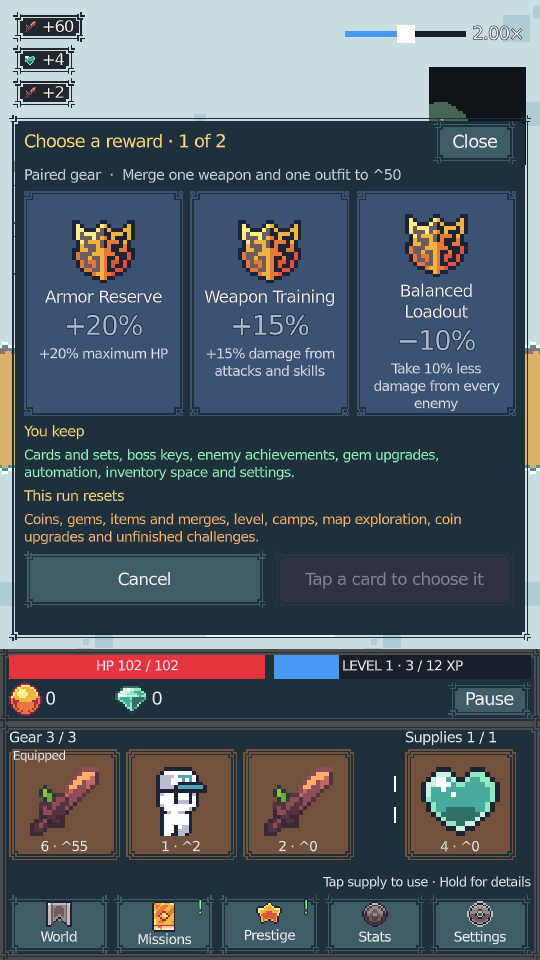 +60
2.00×
+4
+2
Choose a reward · 1 of 2
Close
Paired gear · Merge one weapon and one outfit to ^50
Armor Reserve
+20%
+20% maximum HP
Weapon Training
+15%
+15% damage from
attacks and skills
Balanced
Loadout
−10%
Take 10% less
damage from every
enemy
You keep
Cards and sets, boss keys, enemy achievements, gem upgrades,
automation, inventory space and settings.
This run resets
Coins, gems, items and merges, level, camps, map exploration, coin
upgrades and unfinished challenges.
Cancel
Tap a card to choose it
HP 102 / 102
LEVEL 1 · 3 / 12 XP
0
0
Pause
Gear 3 / 3
Supplies 1 / 1
Equipped
6 · ^55
1 · ^2
2 · ^0
4 · ^0
Tap supply to use · Hold for details
World
Missions
!
Prestige
!
Stats
Settings